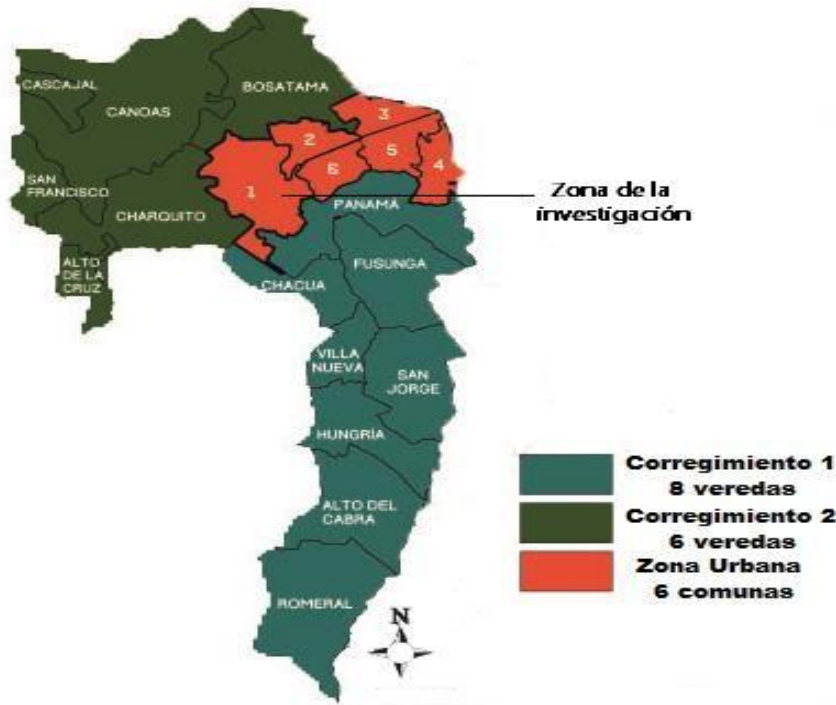 CASCAJAL
CANOAS
BOSATAMA
SAN
FRANCISCO
CHARQUITO
ALTO
DE LA
CRUZ
3
2
5
6
4
1
Zona de la
investigación
PANAMÁ
FUSUNGA
CHACUA
VILLA
NUEVA
SAN
JORGE
HUNGRÍA
ALTO DEL
CABRA
ROMERAL
N
Corregimiento 1
8 veredas
Corregimiento 2
6 veredas
Zona Urbana
6 comunas